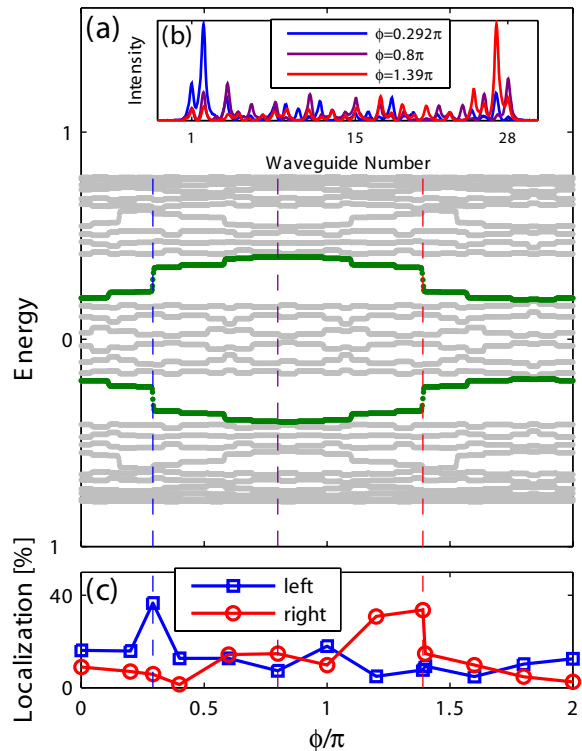 (a)
(b)
Intensity
ϕ=0.292π
ϕ=0.8π
ϕ=1.39π
1 15 28
Waveguide Number
1
0
1
Energy
(c)
left
right
40
0
Localization [%]
0 0.5 1 1.5 2
ϕ/π